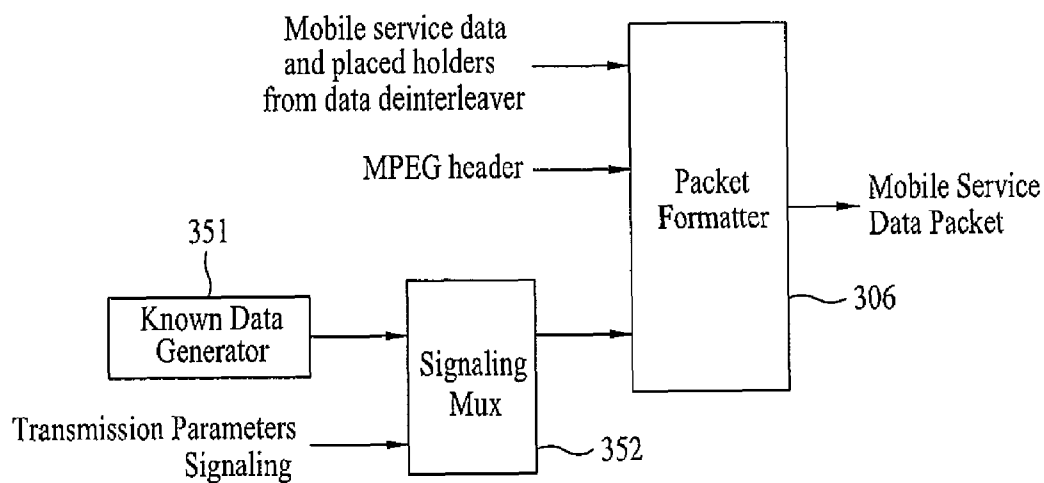 Mobile service data
and placed holders
from data deinterleaver
MPEG header
Packet
Formatter
Mobile Service
Data Packet
306
351
Known Data
Generator
Signaling
Mux
352
Transmission Parameters
Signaling